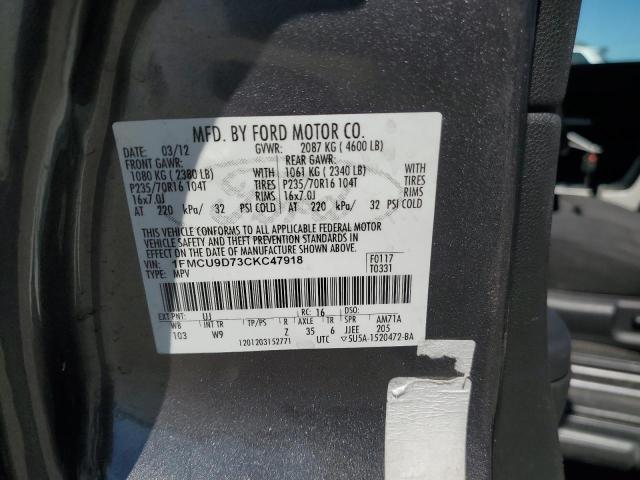 MFD. BY FORD MOTOR CO.
DATE: 03/12 GVWR: 2087 KG ( 4600 LB)
FRONT GAWR: REAR GAWR:
1080 KG ( 2380 LB) WITH 1061 KG ( 2340 LB) WITH
P235/70R16 104T TIRES P235/70R16 104T TIRES
16x7.0J RIMS 16x7.0J RIMS
AT 220 kPa/ 32 PSI COLD AT 220 kPa/ 32 PSI COLD
THIS VEHICLE CONFORMS TO ALL APPLICABLE FEDERAL MOTOR
VEHICLE SAFETY AND THEFT PREVENTION STANDARDS IN
EFFECT ON THE DATE OF MANUFACTURE SHOWN ABOVE.
VIN: 1FMCU9D73CKC47918 F0117
TYPE: MPV T0331
EXT PNT: UJ RC: 16 DSO:
WB INT TR TP/PS R AXLE TR SPR AM71A
103 W9 Z 35 6 JJEE 205
1201203152771 UTC 5U5A-1520472-BA